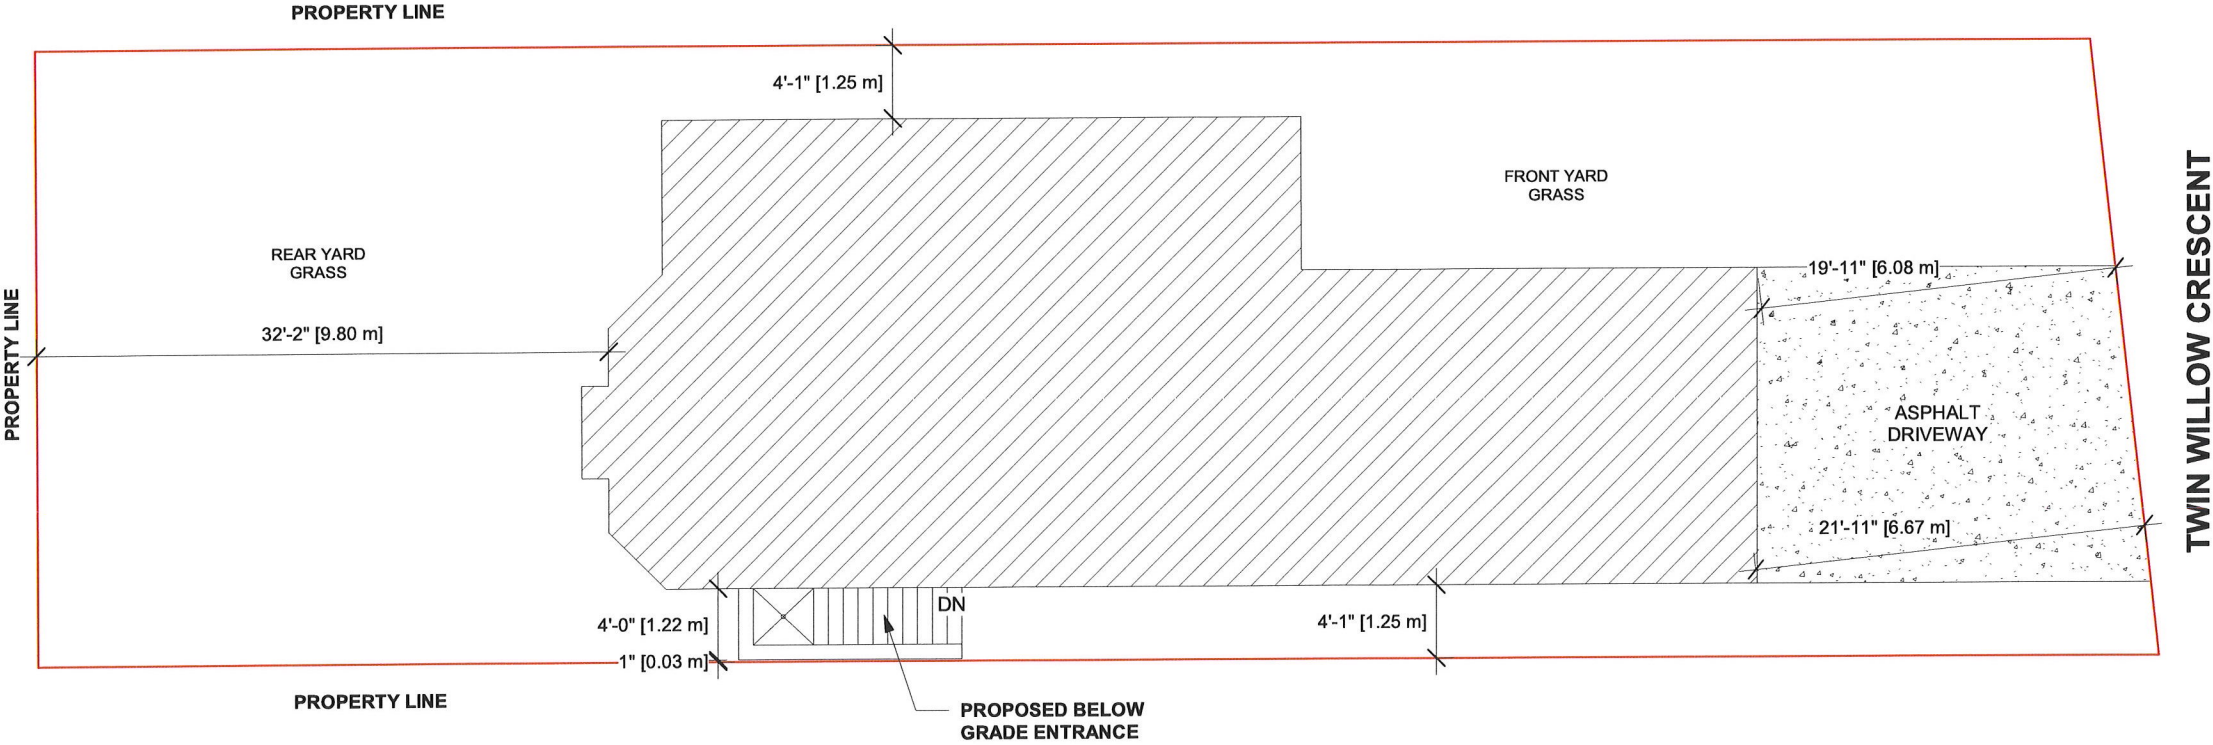 PROPERTY LINE
4'-1" [1.25 m]
FRONT YARD
GRASS
REAR YARD
GRASS
19'-11" [6.08 m]
32'-2" [9.80 m]
PROPERTY LINE
TWIN WILLOW CRESCENT
ASPHALT
DRIVEWAY
21'-11" [6.67 m]
DN
4'-0" [1.22 m]
4'-1" [1.25 m]
1" [0.03 m]
PROPERTY LINE
PROPOSED BELOW
GRADE ENTRANCE